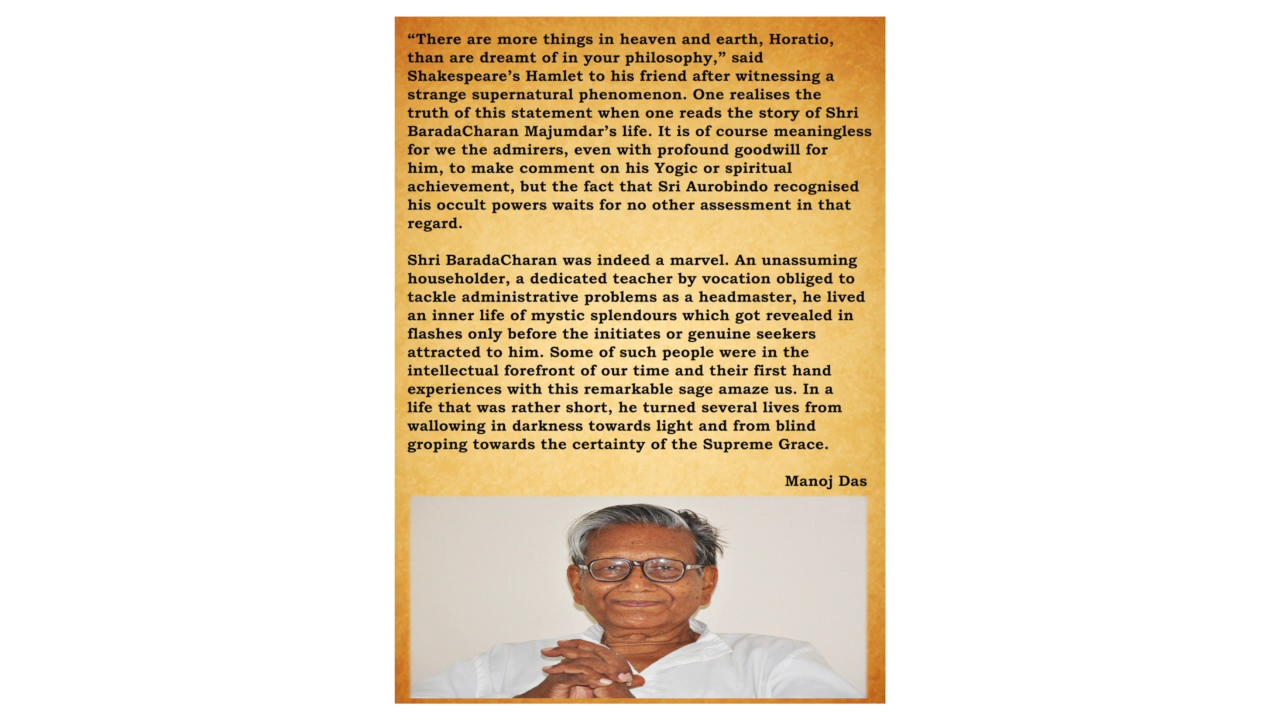 “There are more things in heaven and earth, Horatio,
than are dreamt of in your philosophy,” said
Shakespeare’s Hamlet to his friend after witnessing a
strange supernatural phenomenon. One realises the
truth of this statement when one reads the story of Shri
BaradaCharan Majumdar’s life. It is of course meaningless
for we the admirers, even with profound goodwill for
him, to make comment on his Yogic or spiritual
achievement, but the fact that Sri Aurobindo recognised
his occult powers waits for no other assessment in that
regard.
Shri BaradaCharan was indeed a marvel. An unassuming
householder, a dedicated teacher by vocation obliged to
tackle administrative problems as a headmaster, he lived
an inner life of mystic splendours which got revealed in
flashes only before the initiates or genuine seekers
attracted to him. Some of such people were in the
intellectual forefront of our time and their first hand
experiences with this remarkable sage amaze us. In a
life that was rather short, he turned several lives from
wallowing in darkness towards light and from blind
groping towards the certainty of the Supreme Grace.
Manoj Das